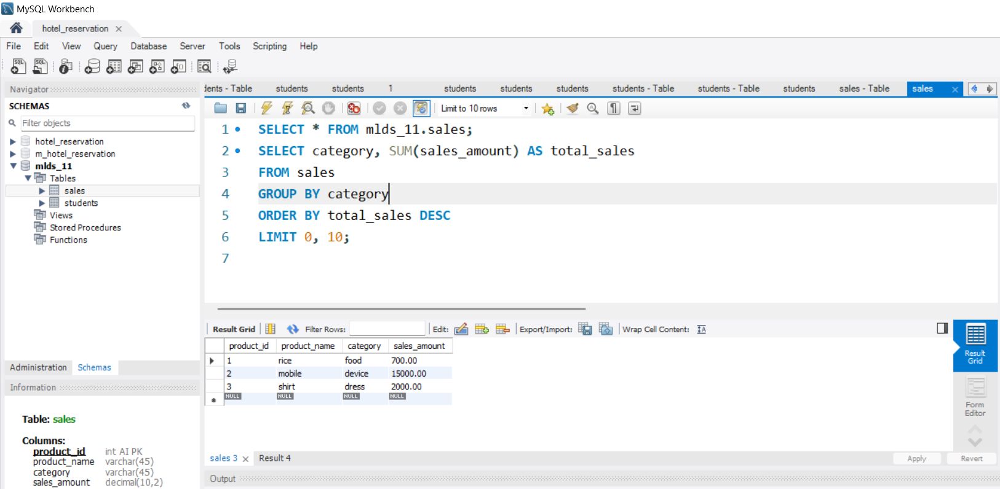 MySQL Workbench
hotel_reservation
File Edit View Query Database Server Tools Scripting Help
Navigator
SCHEMAS
Filter objects
hotel_reservation
m_hotel_reservation
mlds_11
Tables
sales
students
Views
Stored Procedures
Functions
Administration Schemas
Information
Table: sales
Columns:
product_id int AI PK
product_name varchar(45)
category varchar(45)
sales_amount decimal(10,2)
dents - Table students students 1 students students students students - Table students - Table students sales - Table sales
Limit to 10 rows
1 SELECT * FROM mlds_11.sales;
2 SELECT category, SUM(sales_amount) AS total_sales
3 FROM sales
4 GROUP BY category
5 ORDER BY total_sales DESC
6 LIMIT 0, 10;
7
Result Grid Filter Rows: Edit: Export/Import: Wrap Cell Content:
product_id product_name category sales_amount
1 rice food 700.00
2 mobile device 15000.00
3 shirt dress 2000.00
NULL NULL NULL NULL
Result
Grid
Form
Editor
sales 3 Result 4
Apply Revert
Output